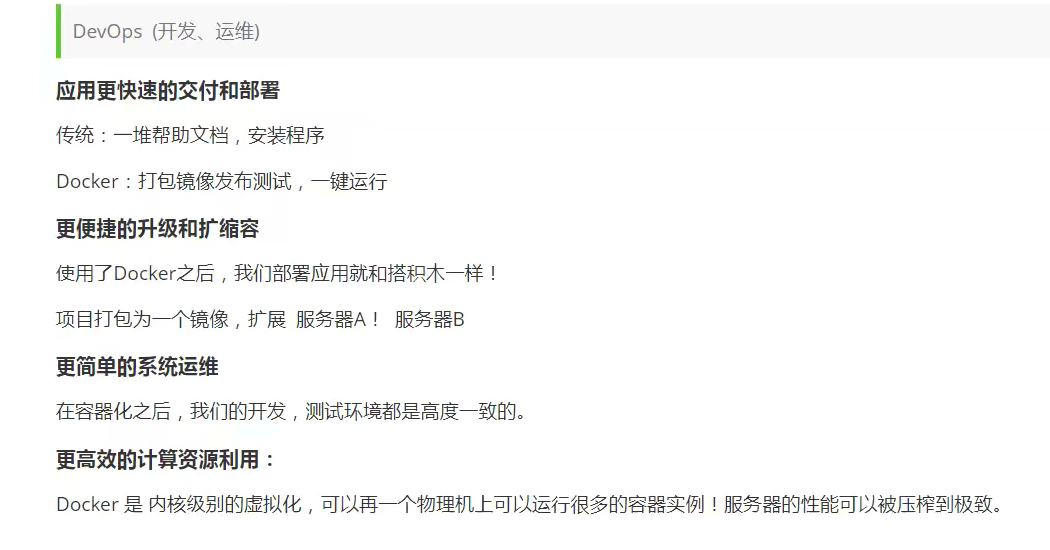 DevOps（开发、运维)
应用更快速的交付和部署
传统：一堆帮助文档，安装程序
Docker：打包镜像发布测试，一键运行
更便捷的升级和扩缩容
使用了Docker之后，我们部署应用就和搭积木一样！
项目打包为一个镜像，扩展 服务器A！ 服务器B
更简单的系统运维
在容器化之后，我们的开发，测试环境都是高度一致的。
更高效的计算资源利用：
Docker 是 内核级别的虚拟化，可以再一个物理机上可以运行很多的容器实例！服务器的性能可以被压榨到极致。